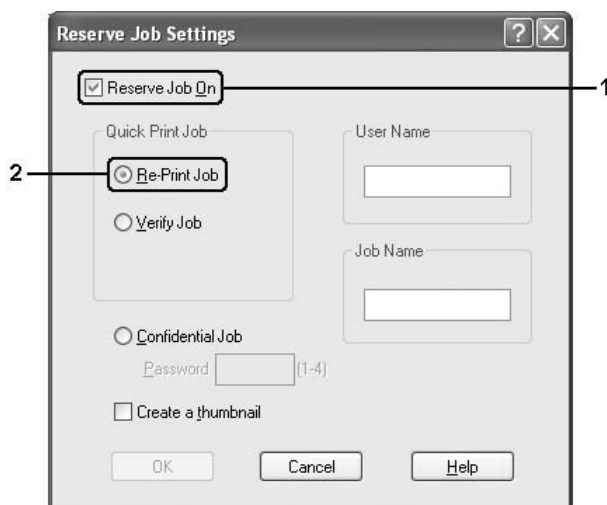 Reserve Job Settings
Reserve Job On
1
Quick Print Job
User Name
2
Re-Print Job
Verify Job
Job Name
Confidential Job
Password
(1-4)
Create a thumbnail
OK
Cancel
Help